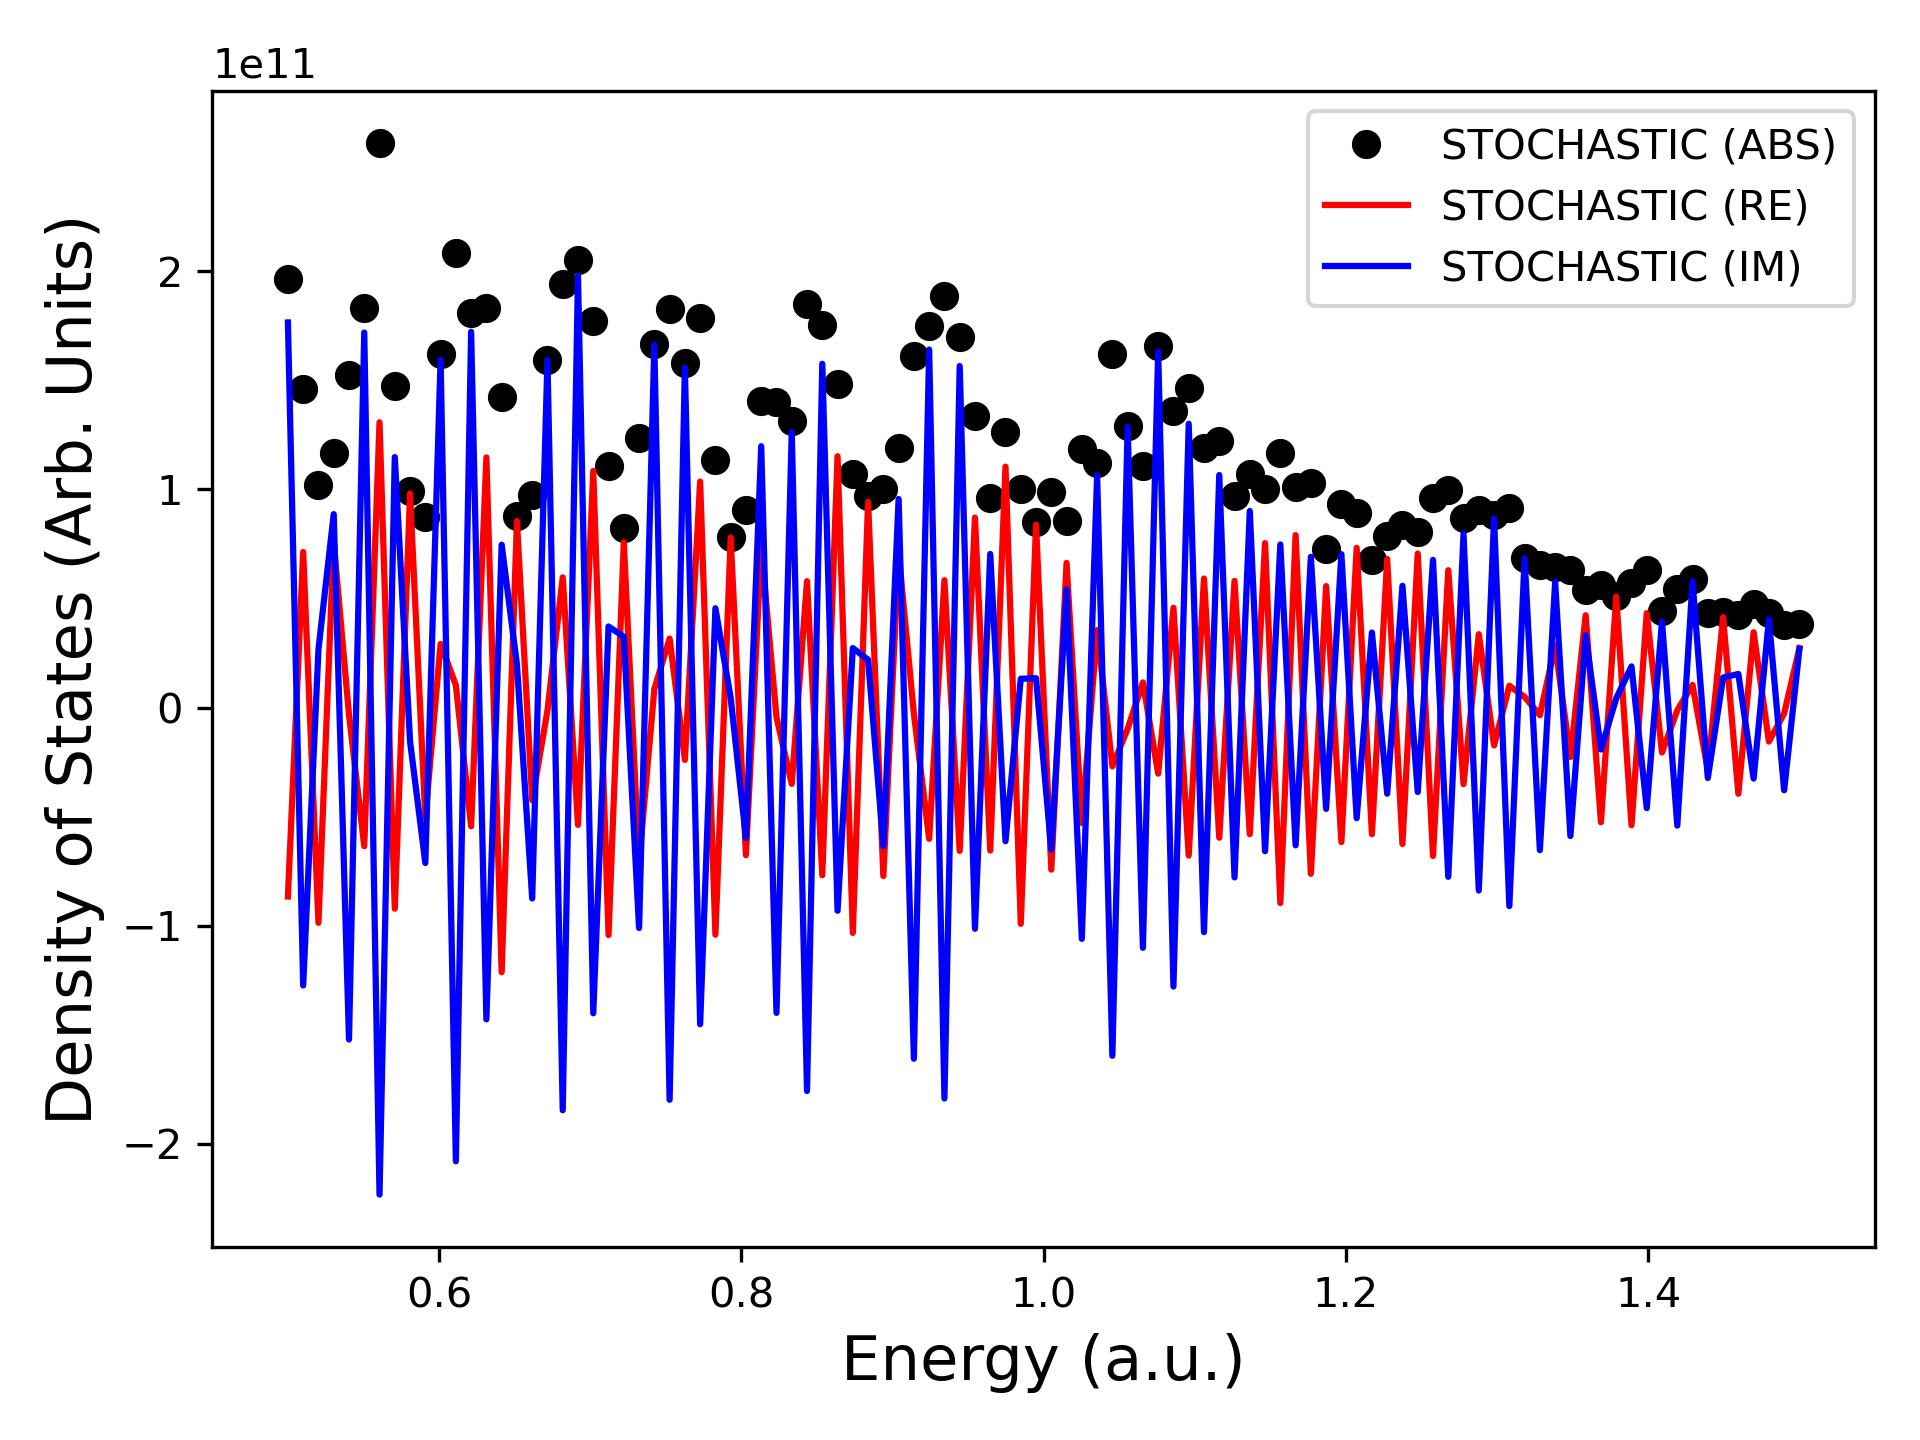 1e11
STOCHASTIC (ABS)
STOCHASTIC (RE)
STOCHASTIC (IM)
Density of States (Arb. Units)
2
1
0
−1
−2
0.6 0.8 1.0 1.2 1.4
Energy (a.u.)